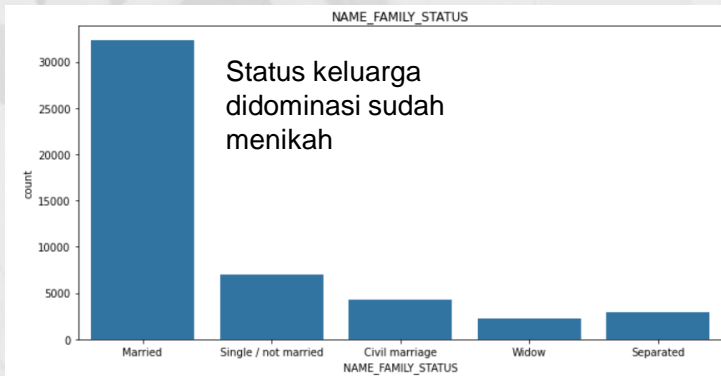 NAME_FAMILY_STATUS
Status keluarga
didominasi sudah
menikah
count
30000
25000
20000
15000
10000
5000
0
Married Single / not married Civil marriage Widow Separated
NAME_FAMILY_STATUS